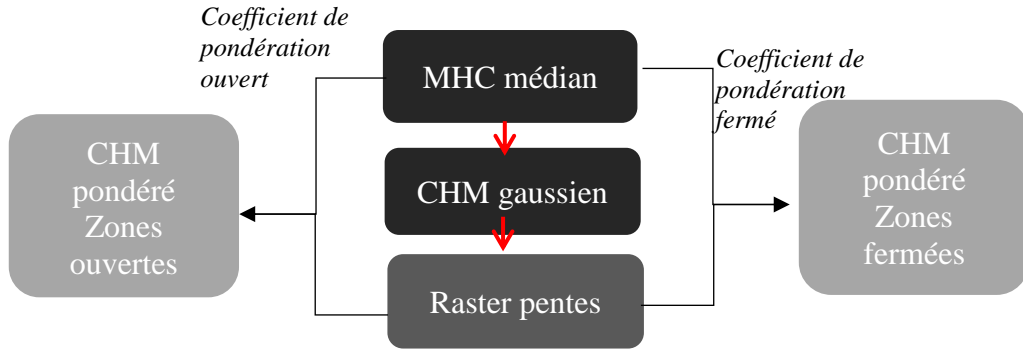 Coefficient de
pondération
ouvert
MHC médian
Coefficient de
pondération
fermé
CHM
pondéré
Zones
ouvertes
CHM gaussien
CHM
pondéré
Zones
fermées
Raster pentes